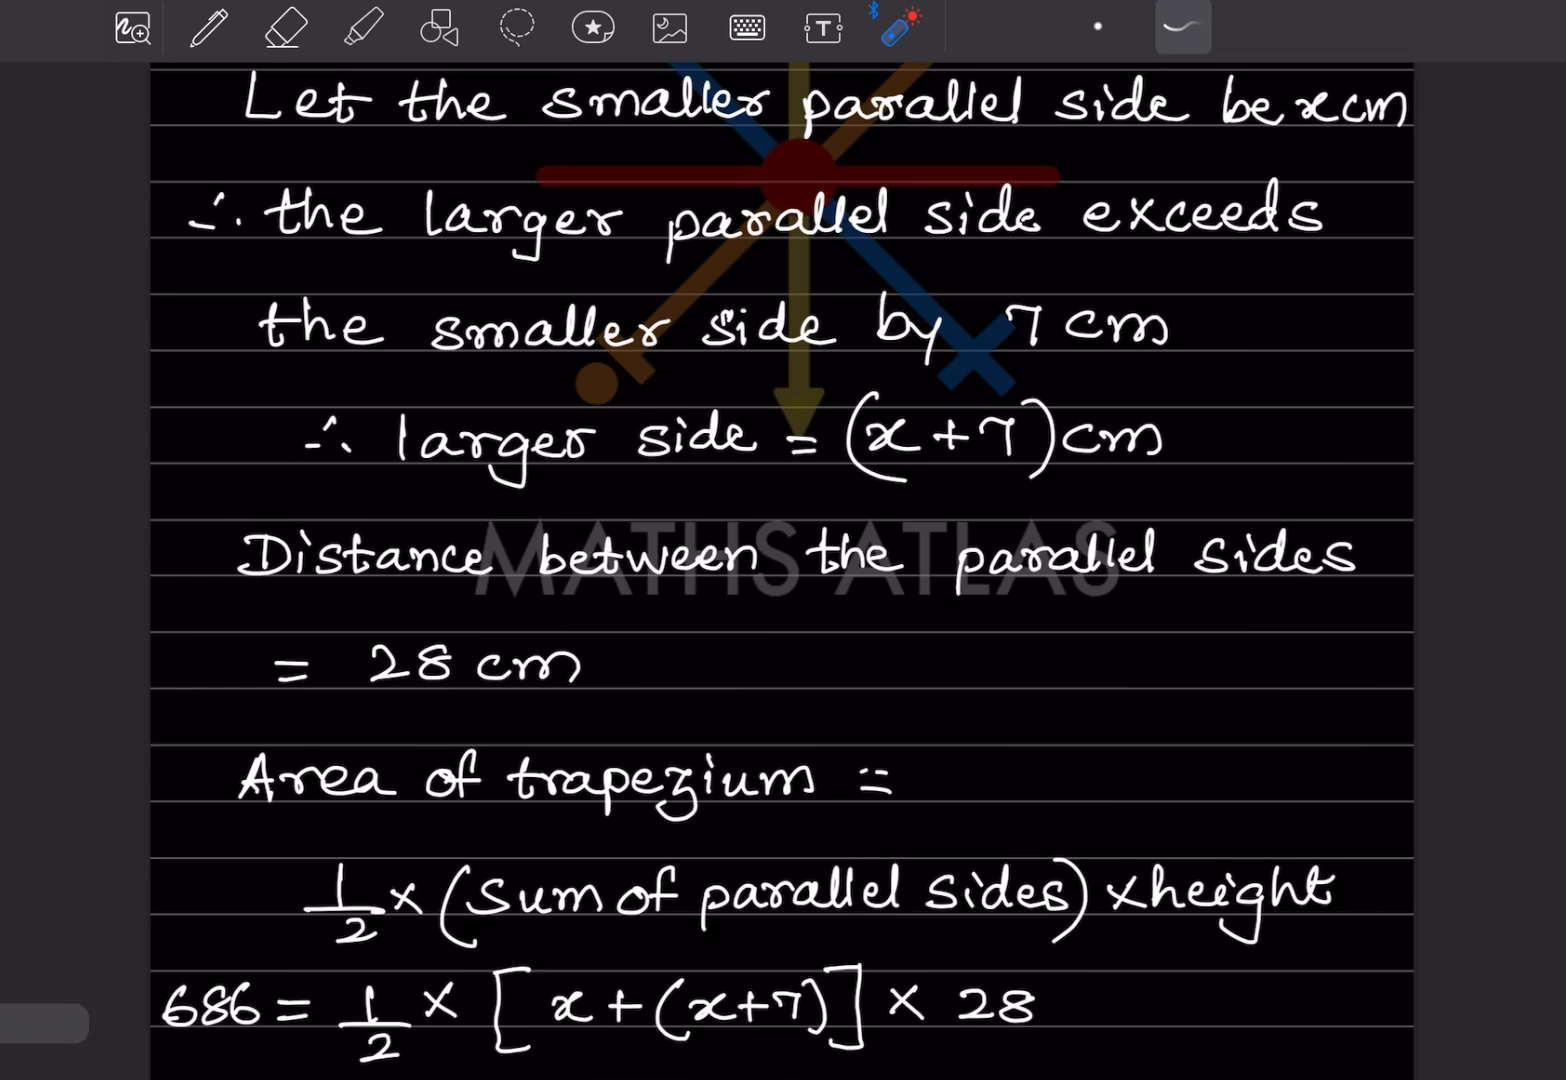 Let the smaller parallel side be x cm
∴ the larger parallel side exceeds
the smaller side by 7 cm
∴ larger side = (x+7) cm
Distance between the parallel sides
= 28 cm
Area of trapezium =
1/2 × (sum of parallel sides) × height
686 = 1/2 × [ x + (x+7) ] × 28
MATHS ATLAS